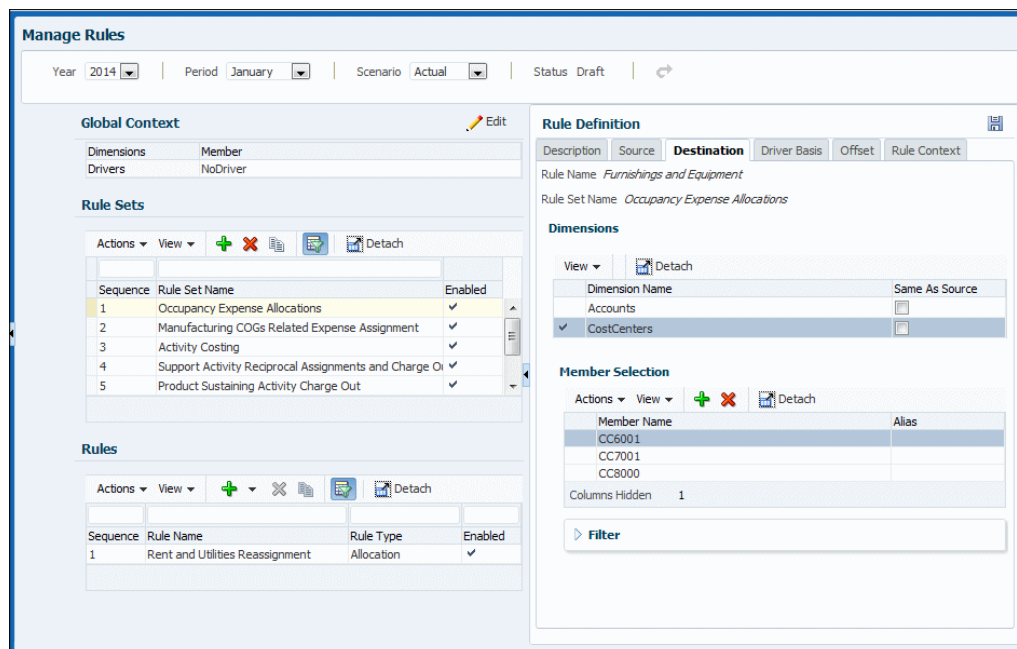 Manage Rules
Year 2014 Period January Scenario Actual Status Draft
Global Context Edit
Dimensions Member
Drivers NoDriver
Rule Sets
Actions View Detach
Sequence Rule Set Name Enabled
1 Occupancy Expense Allocations
2 Manufacturing COGs Related Expense Assignment
3 Activity Costing
4 Support Activity Reciprocal Assignments and Charge Ou
5 Product Sustaining Activity Charge Out
Rules
Actions View Detach
Sequence Rule Name Rule Type Enabled
1 Rent and Utilities Reassignment Allocation
Rule Definition
Description Source Destination Driver Basis Offset Rule Context
Rule Name Furnishings and Equipment
Rule Set Name Occupancy Expense Allocations
Dimensions
View Detach
Dimension Name Same As Source
Accounts
CostCenters
Member Selection
Actions View Detach
Member Name Alias
CC6001
CC7001
CC8000
Columns Hidden 1
Filter